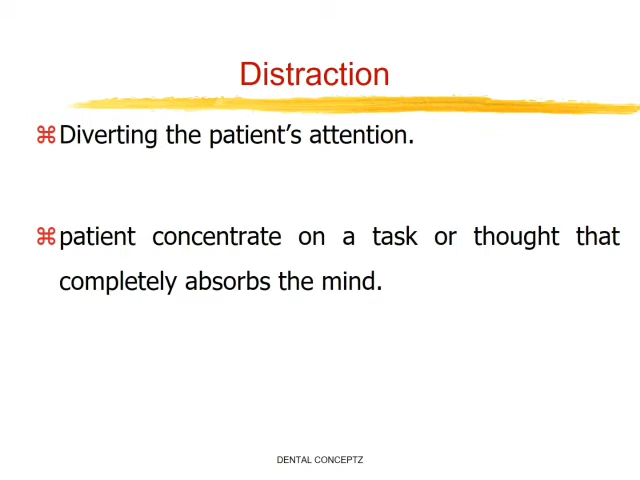 Distraction
⌘Diverting the patient's attention.
⌘patient concentrate on a task or thought that
completely absorbs the mind.
DENTAL CONCEPTZ